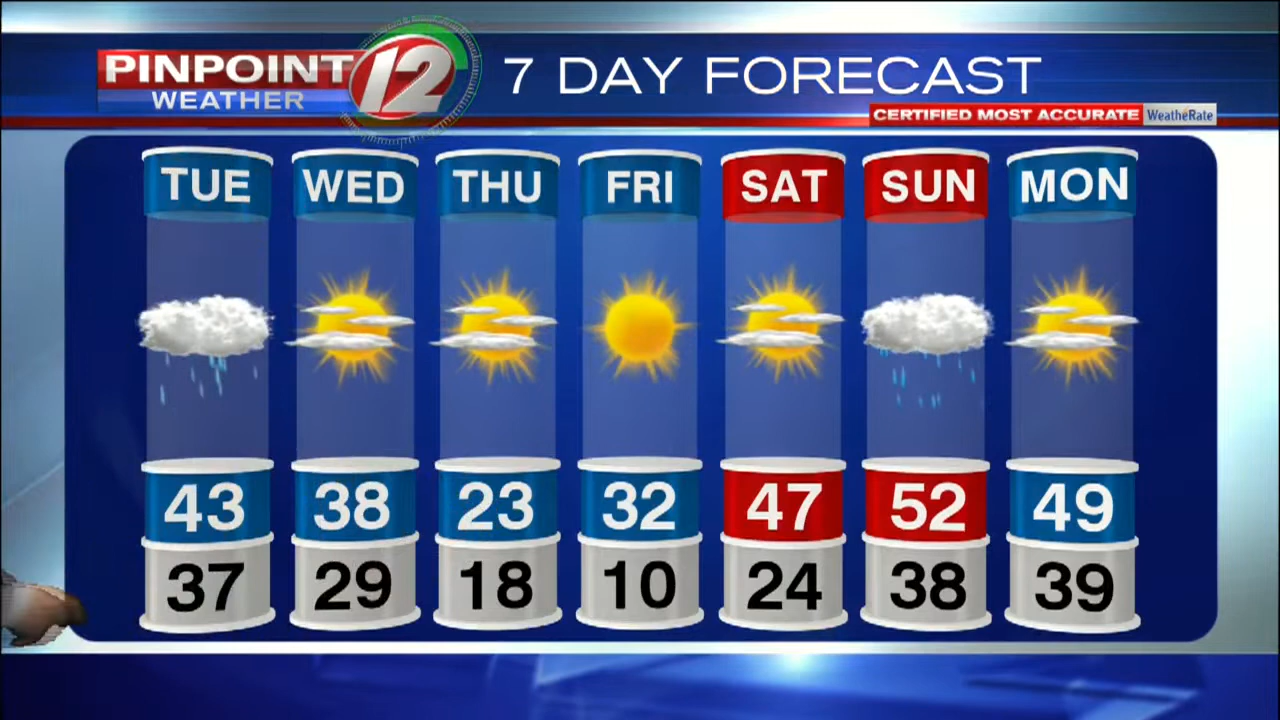 PINPOINT 12
WEATHER
7 DAY FORECAST
CERTIFIED MOST ACCURATE WeatheRate
TUE WED THU FRI SAT SUN MON
43 38 23 32 47 52 49
37 29 18 10 24 38 39